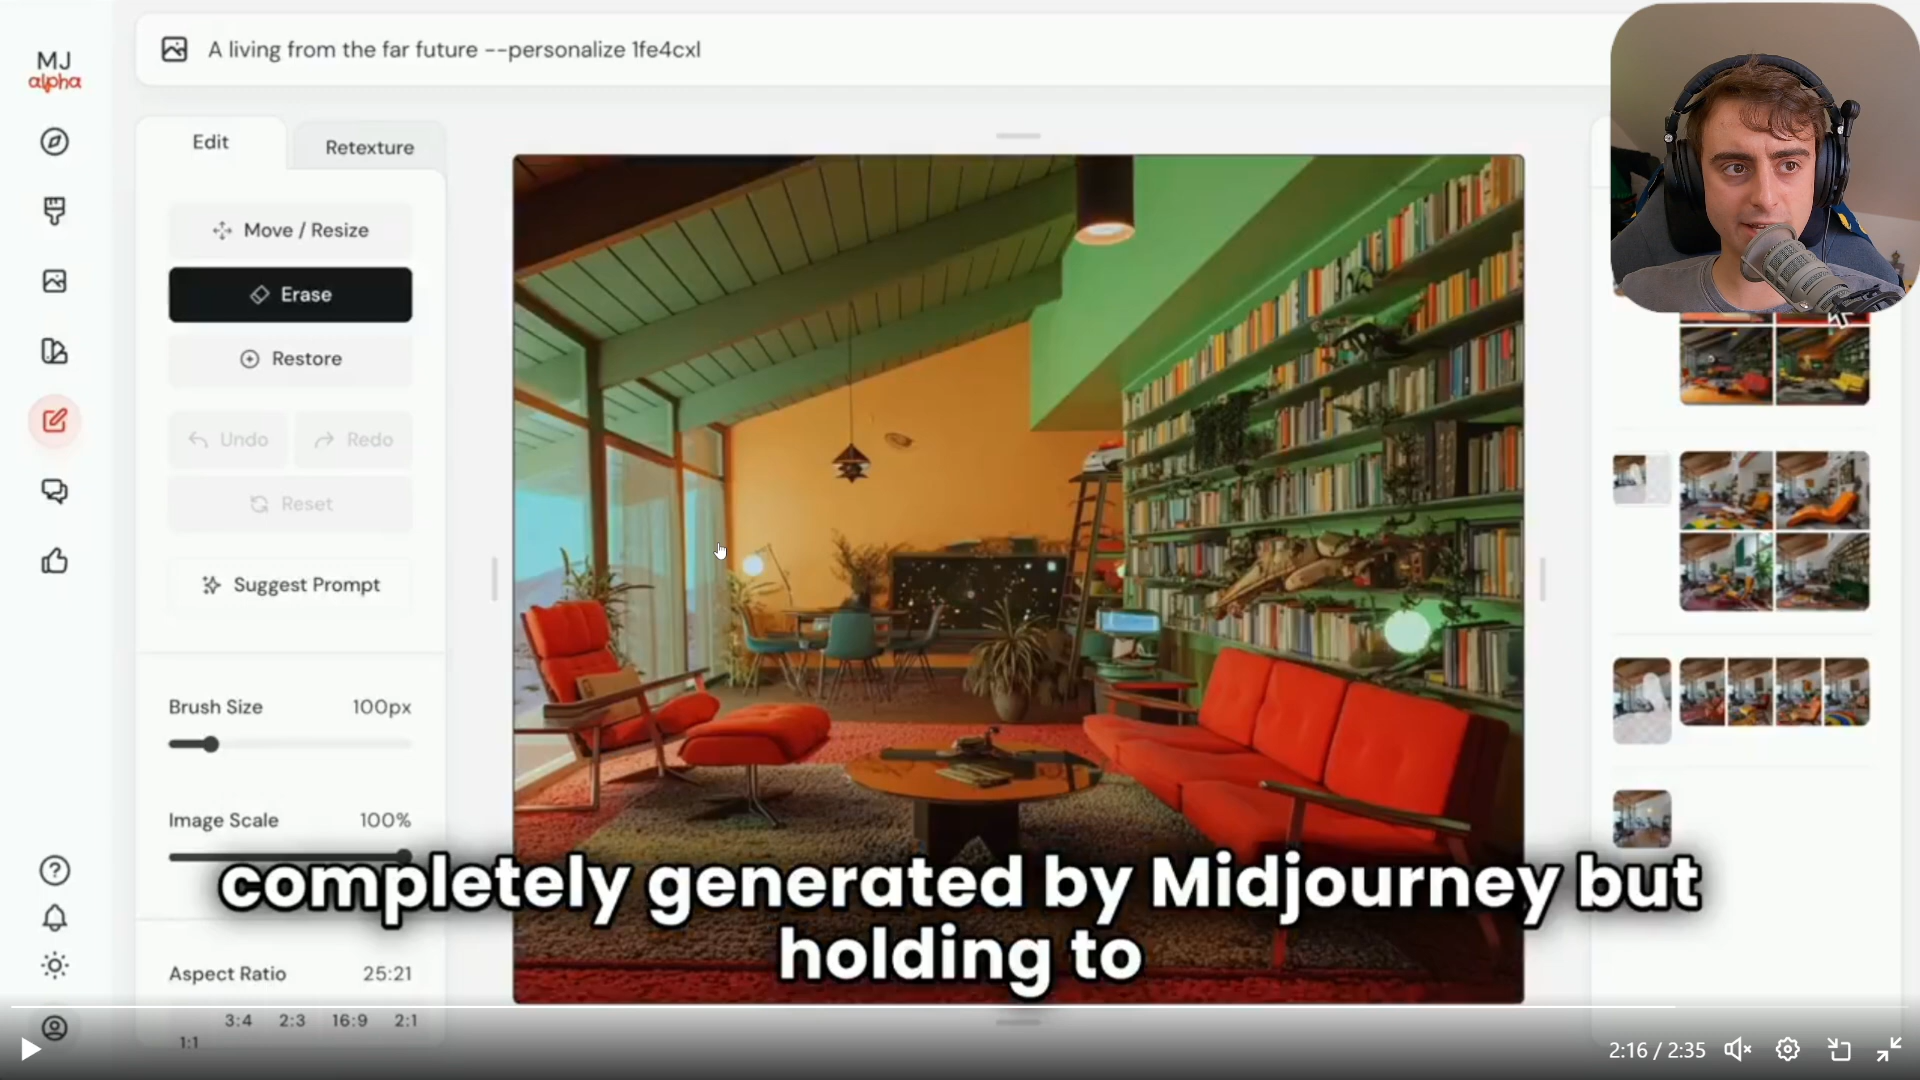 MJ
alpha
A living from the far future --personalize 1fe4cxl
Edit
Retexture
Move / Resize
Erase
Restore
Undo
Redo
Reset
Suggest Prompt
Brush Size
100px
Image Scale
100%
completely generated by Midjourney but
holding to
Aspect Ratio
25:21
3:4 2:3 16:9 2:1
1:1
2:16 / 2:35